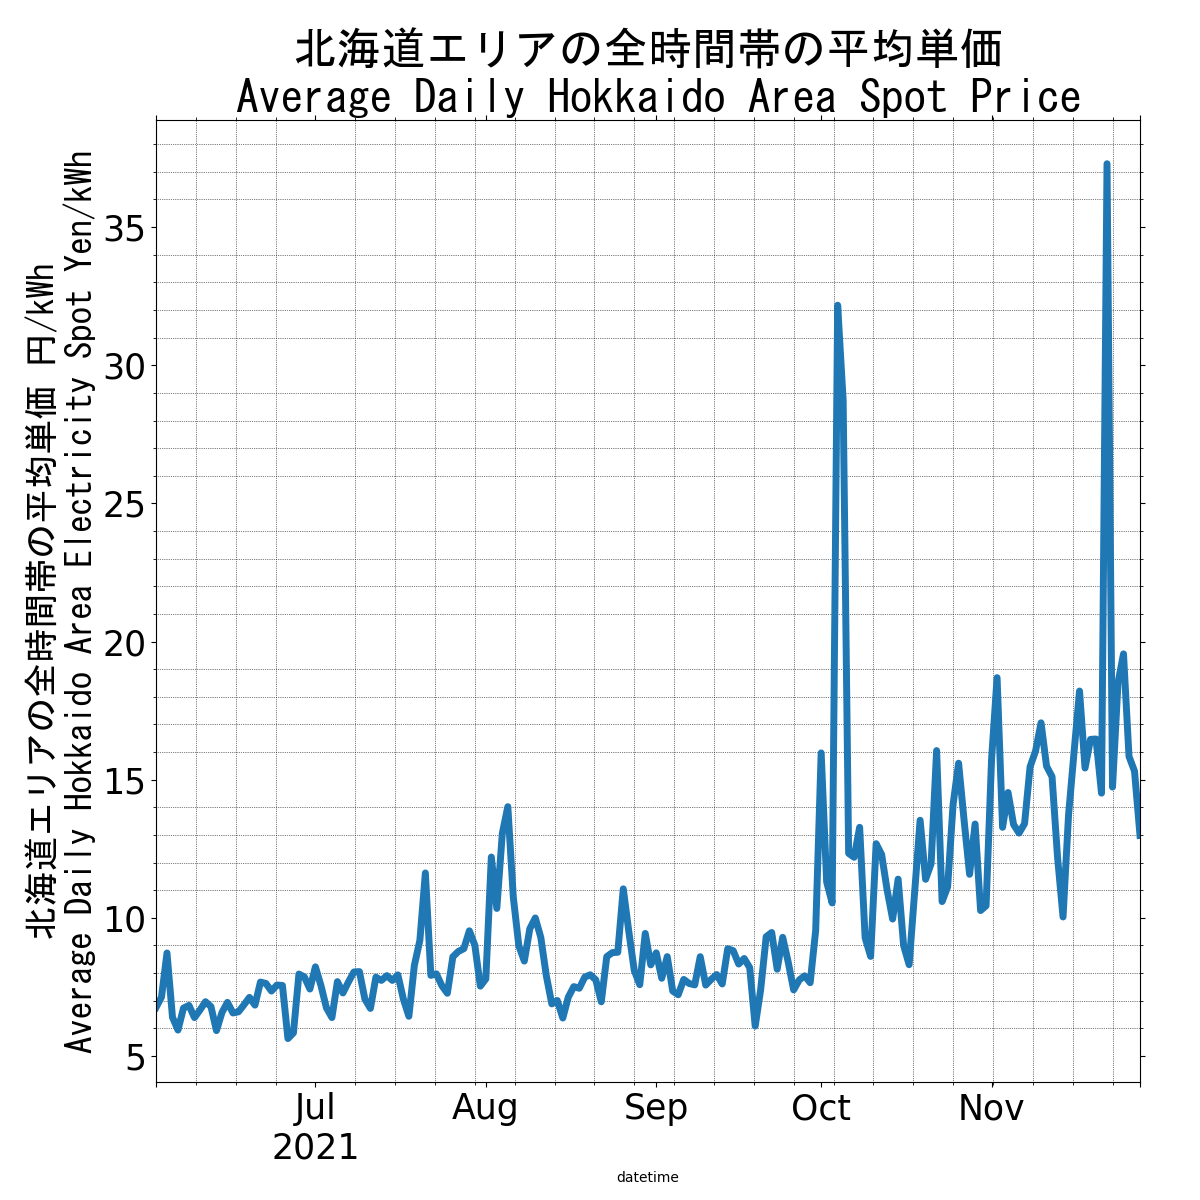 北海道エリアの全時間帯の平均単価
Average Daily Hokkaido Area Spot Price
北海道エリアの全時間帯の平均単価 円/kWh
Average Daily Hokkaido Area Electricity Spot Yen/kWh
35
30
25
20
15
10
5
Jul
2021
Aug
Sep
Oct
Nov
datetime